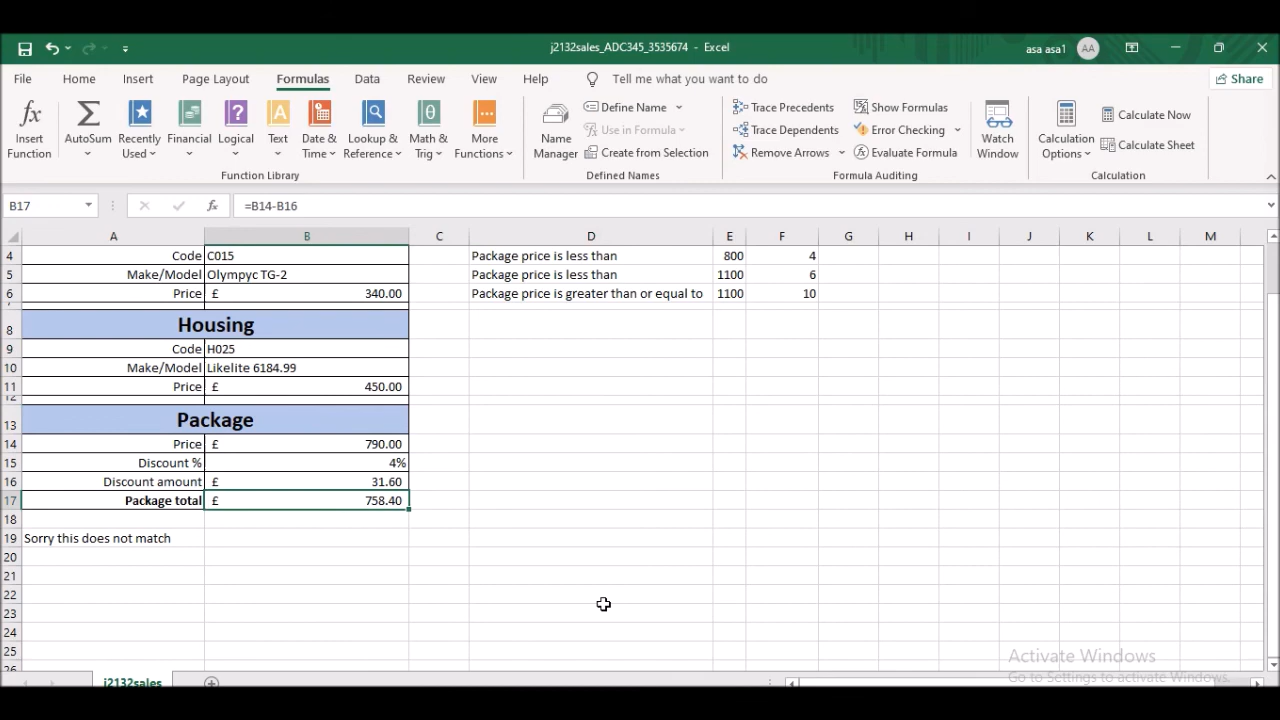 j2132sales_ADC345_3535674 - Excel
asa asa1 AA
File Home Insert Page Layout Formulas Data Review View Help Tell me what you want to do Share
fx Insert Function
AutoSum
Recently Used
Financial
Logical
Text
Date & Time
Lookup & Reference
Math & Trig
More Functions
Function Library
Name Manager
Define Name
Use in Formula
Create from Selection
Defined Names
Trace Precedents
Trace Dependents
Remove Arrows
Show Formulas
Error Checking
Evaluate Formula
Formula Auditing
Watch Window
Calculation Options
Calculate Now
Calculate Sheet
Calculation
B17 fx =B14-B16
A B C D E F G H I J K L M
4 Code C015 Package price is less than 800 4
5 Make/Model Olympyc TG-2 Package price is less than 1100 6
6 Price £ 340.00 Package price is greater than or equal to 1100 10
8 Housing
9 Code H025
10 Make/Model Likelite 6184.99
11 Price £ 450.00
12
13 Package
14 Price £ 790.00
15 Discount % 4%
16 Discount amount £ 31.60
17 Package total £ 758.40
18
19 Sorry this does not match
20
21
22
23
24
25
26
Activate Windows
Go to Settings to activate Windows.
j2132sales